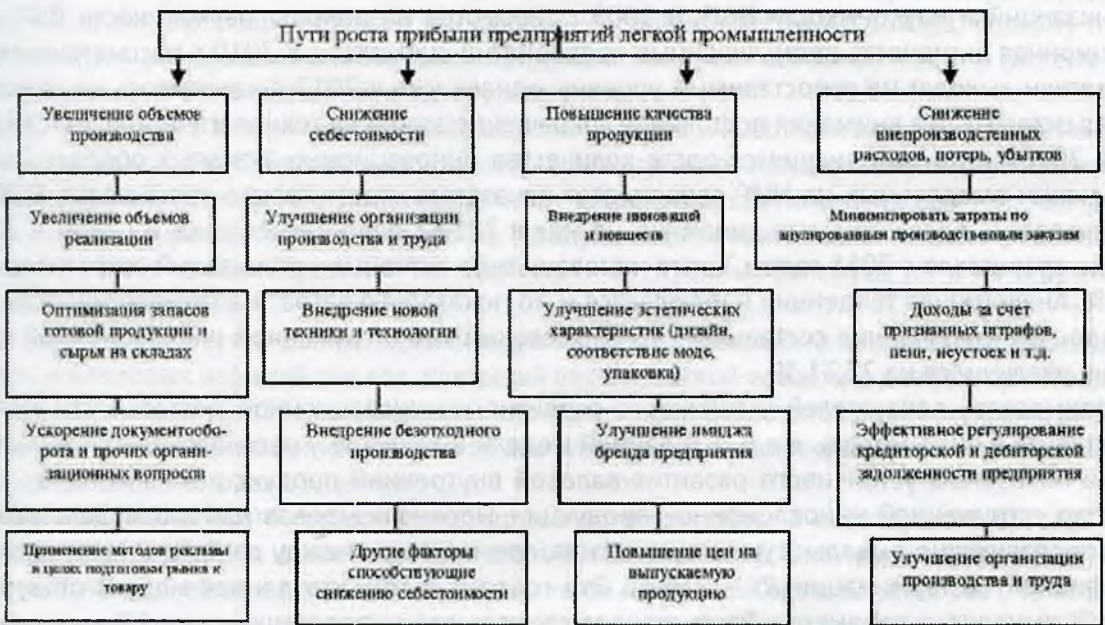 Пути роста прибыли предприятий легкой промышленности
Увеличение объемов
производства
Снижение
себестоимости
Повышение качества
продукции
Снижение
непроизводственных
расходов, потерь, убытков
Увеличение объемов
реализации
Улучшение организации
производства и труда
Внедрение инноваций
и новшеств
Минимизировать затраты по
аннулированным производственным заказам
Оптимизация запасов
готовой продукции и
сырья на складах
Внедрение новой
техники и технологии
Улучшение эстетических
характеристик (дизайн,
соответствие моде,
упаковка)
Доходы за счет
признанных штрафов,
пени, неустоек и т.д.
Ускорение документообо-
рота и прочих органи-
зационных вопросов
Внедрение безотходного
производства
Улучшение имиджа
бренда предприятия
Эффективное регулирование
кредиторской и дебиторской
задолженности предприятия
Применение методов рекламы
в целях подготовки рынка к
товару
Другие факторы
способствующие
снижению себестоимости
Повышение цен на
выпускаемую
продукцию
Улучшение организации
производства и труда